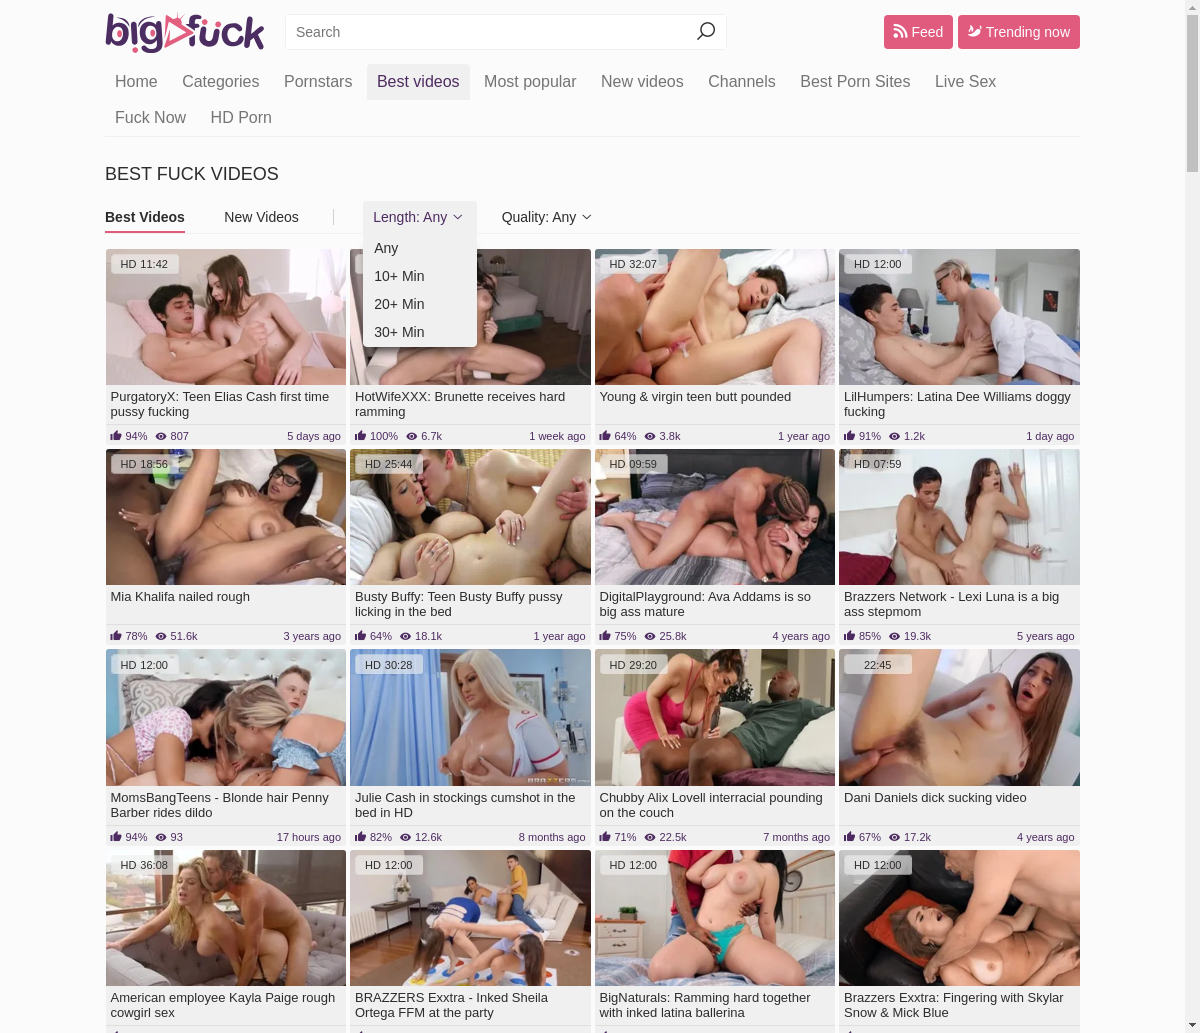 bigfuck
Search
Feed
Trending now
Home Categories Pornstars Best videos Most popular New videos Channels Best Porn Sites Live Sex
Fuck Now HD Porn
BEST FUCK VIDEOS
Best Videos New Videos Length: Any Quality: Any
Any
10+ Min
20+ Min
30+ Min
HD 11:42
HD 32:07
HD 12:00
PurgatoryX: Teen Elias Cash first time
pussy fucking
94% 807 5 days ago
HotWifeXXX: Brunette receives hard
ramming
100% 6.7k 1 week ago
Young & virgin teen butt pounded
64% 3.8k 1 year ago
LilHumpers: Latina Dee Williams doggy
fucking
91% 1.2k 1 day ago
HD 18:56
HD 25:44
HD 09:59
HD 07:59
Mia Khalifa nailed rough
78% 51.6k 3 years ago
Busty Buffy: Teen Busty Buffy pussy
licking in the bed
64% 18.1k 1 year ago
DigitalPlayground: Ava Addams is so
big ass mature
75% 25.8k 4 years ago
Brazzers Network - Lexi Luna is a big
ass stepmom
85% 19.3k 5 years ago
HD 12:00
HD 30:28
HD 29:20
22:45
BRAZZERS
MomsBangTeens - Blonde hair Penny
Barber rides dildo
94% 93 17 hours ago
Julie Cash in stockings cumshot in the
bed in HD
82% 12.6k 8 months ago
Chubby Alix Lovell interracial pounding
on the couch
71% 22.5k 7 months ago
Dani Daniels dick sucking video
67% 17.2k 4 years ago
HD 36:08
HD 12:00
HD 12:00
HD 12:00
American employee Kayla Paige rough
cowgirl sex
BRAZZERS Exxtra - Inked Sheila
Ortega FFM at the party
BigNaturals: Ramming hard together
with inked latina ballerina
Brazzers Exxtra: Fingering with Skylar
Snow & Mick Blue